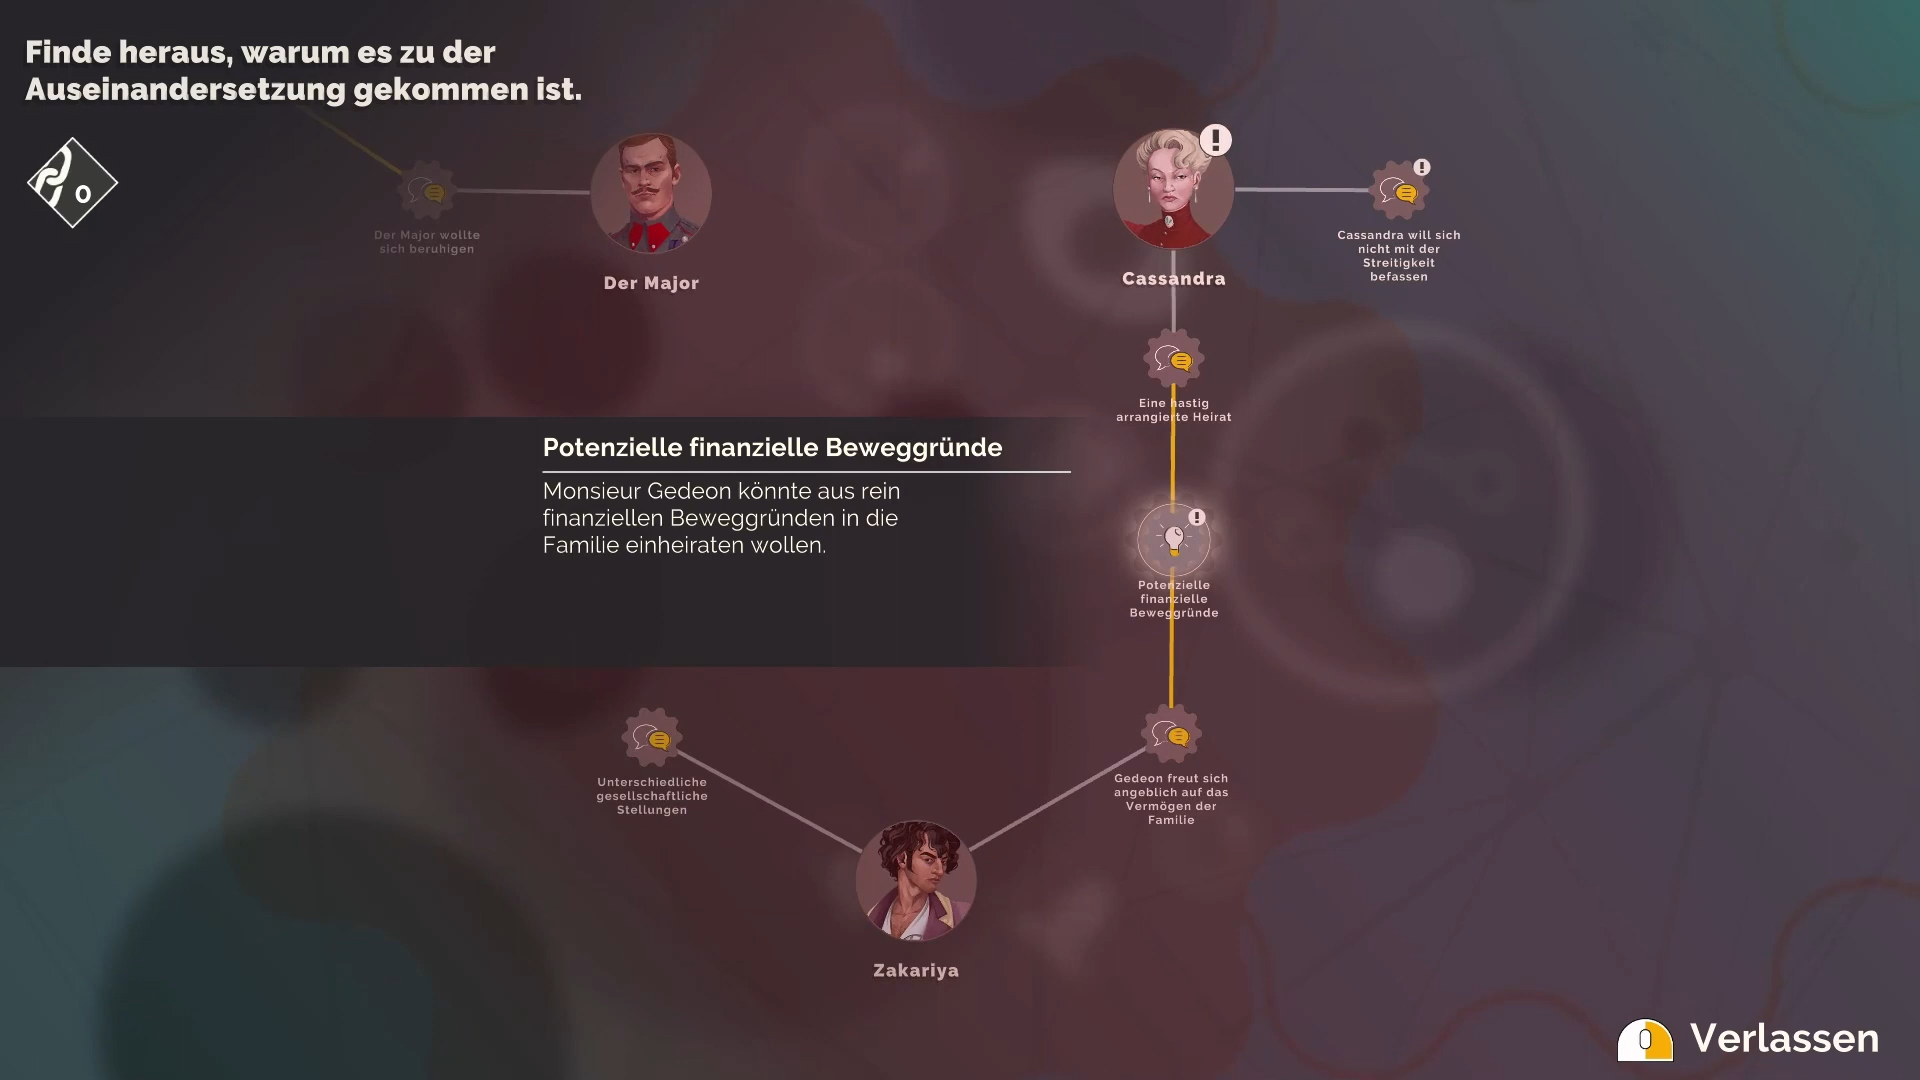 Finde heraus, warum es zu der
Auseinandersetzung gekommen ist.
0
Der Major wollte
sich beruhigen
Der Major
Cassandra
Cassandra will sich
nicht mit der
Streitigkeit
befassen
Eine hastig
arrangierte Heirat
Potenzielle finanzielle Beweggründe
Monsieur Gedeon könnte aus rein
finanziellen Beweggründen in die
Familie einheiraten wollen.
Potenzielle
finanzielle
Beweggründe
Unterschiedliche
gesellschaftliche
Stellungen
Gedeon freut sich
angeblich auf das
Vermögen der
Familie
Zakariya
Verlassen